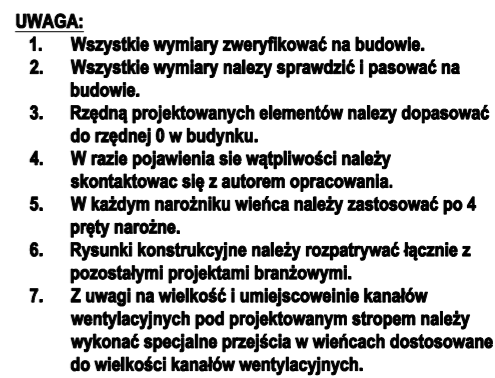 UWAGA:
1. Wszystkie wymiary zweryfikować na budowie.
2. Wszystkie wymiary nalezy sprawdzić i pasować na
budowie.
3. Rzędną projektowanych elementów nalezy dopasować
do rzędnej 0 w budynku.
4. W razie pojawienia sie wątpliwości należy
skontaktowac się z autorem opracowania.
5. W każdym narożniku wieńca należy zastosować po 4
pręty narożne.
6. Rysunki konstrukcyjne należy rozpatrywać łącznie z
pozostałymi projektami branżowymi.
7. Z uwagi na wielkość i umiejscoweinie kanałów
wentylacyjnych pod projektowanym stropem należy
wykonać specjalne przejścia w wieńcach dostosowane
do wielkości kanałów wentylacyjnych.